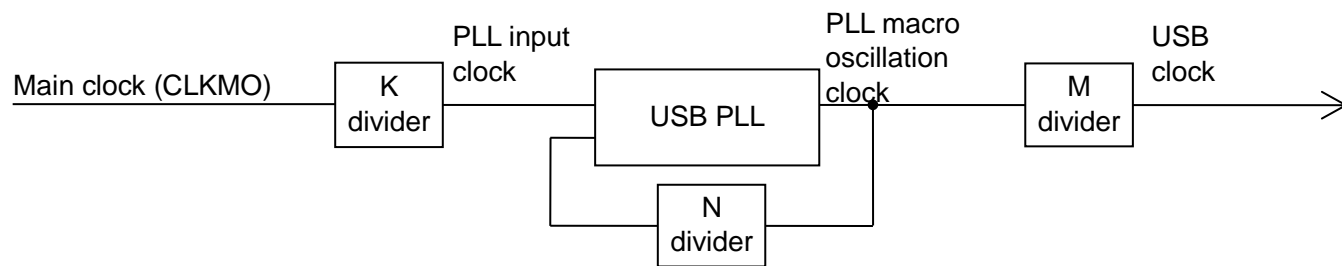 Main clock (CLKMO)
K
divider
PLL input
clock
USB PLL
PLL macro
oscillation
clock
M
divider
USB
clock
N
divider